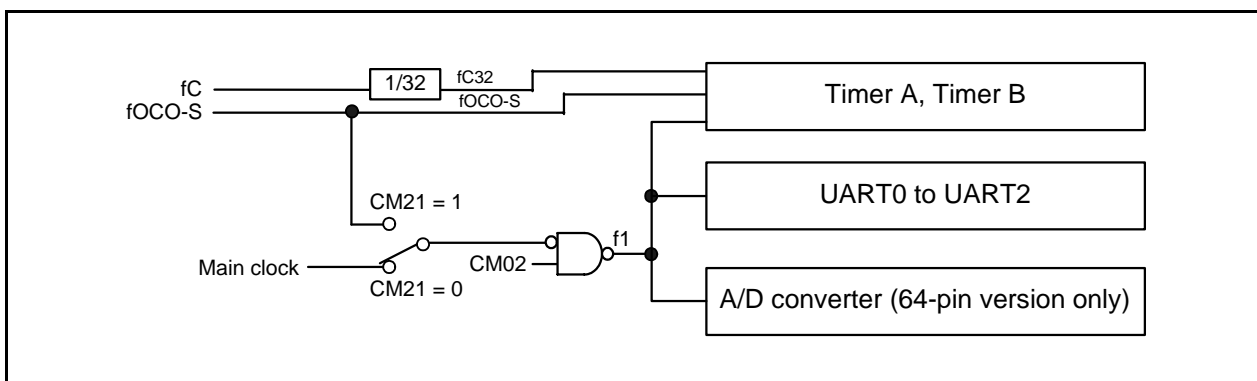 fC
1/32
fC32
fOCO-S
fOCO-S
Timer A, Timer B
CM21 = 1
UART0 to UART2
f1
Main clock
CM02
CM21 = 0
A/D converter (64-pin version only)